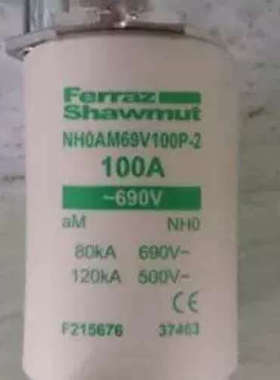 Ferraz
Shawmut
NH0AM69V100P-2
100A
~690V
aM NH0
80kA 690V~
120kA 500V~
CE
F215676 37463